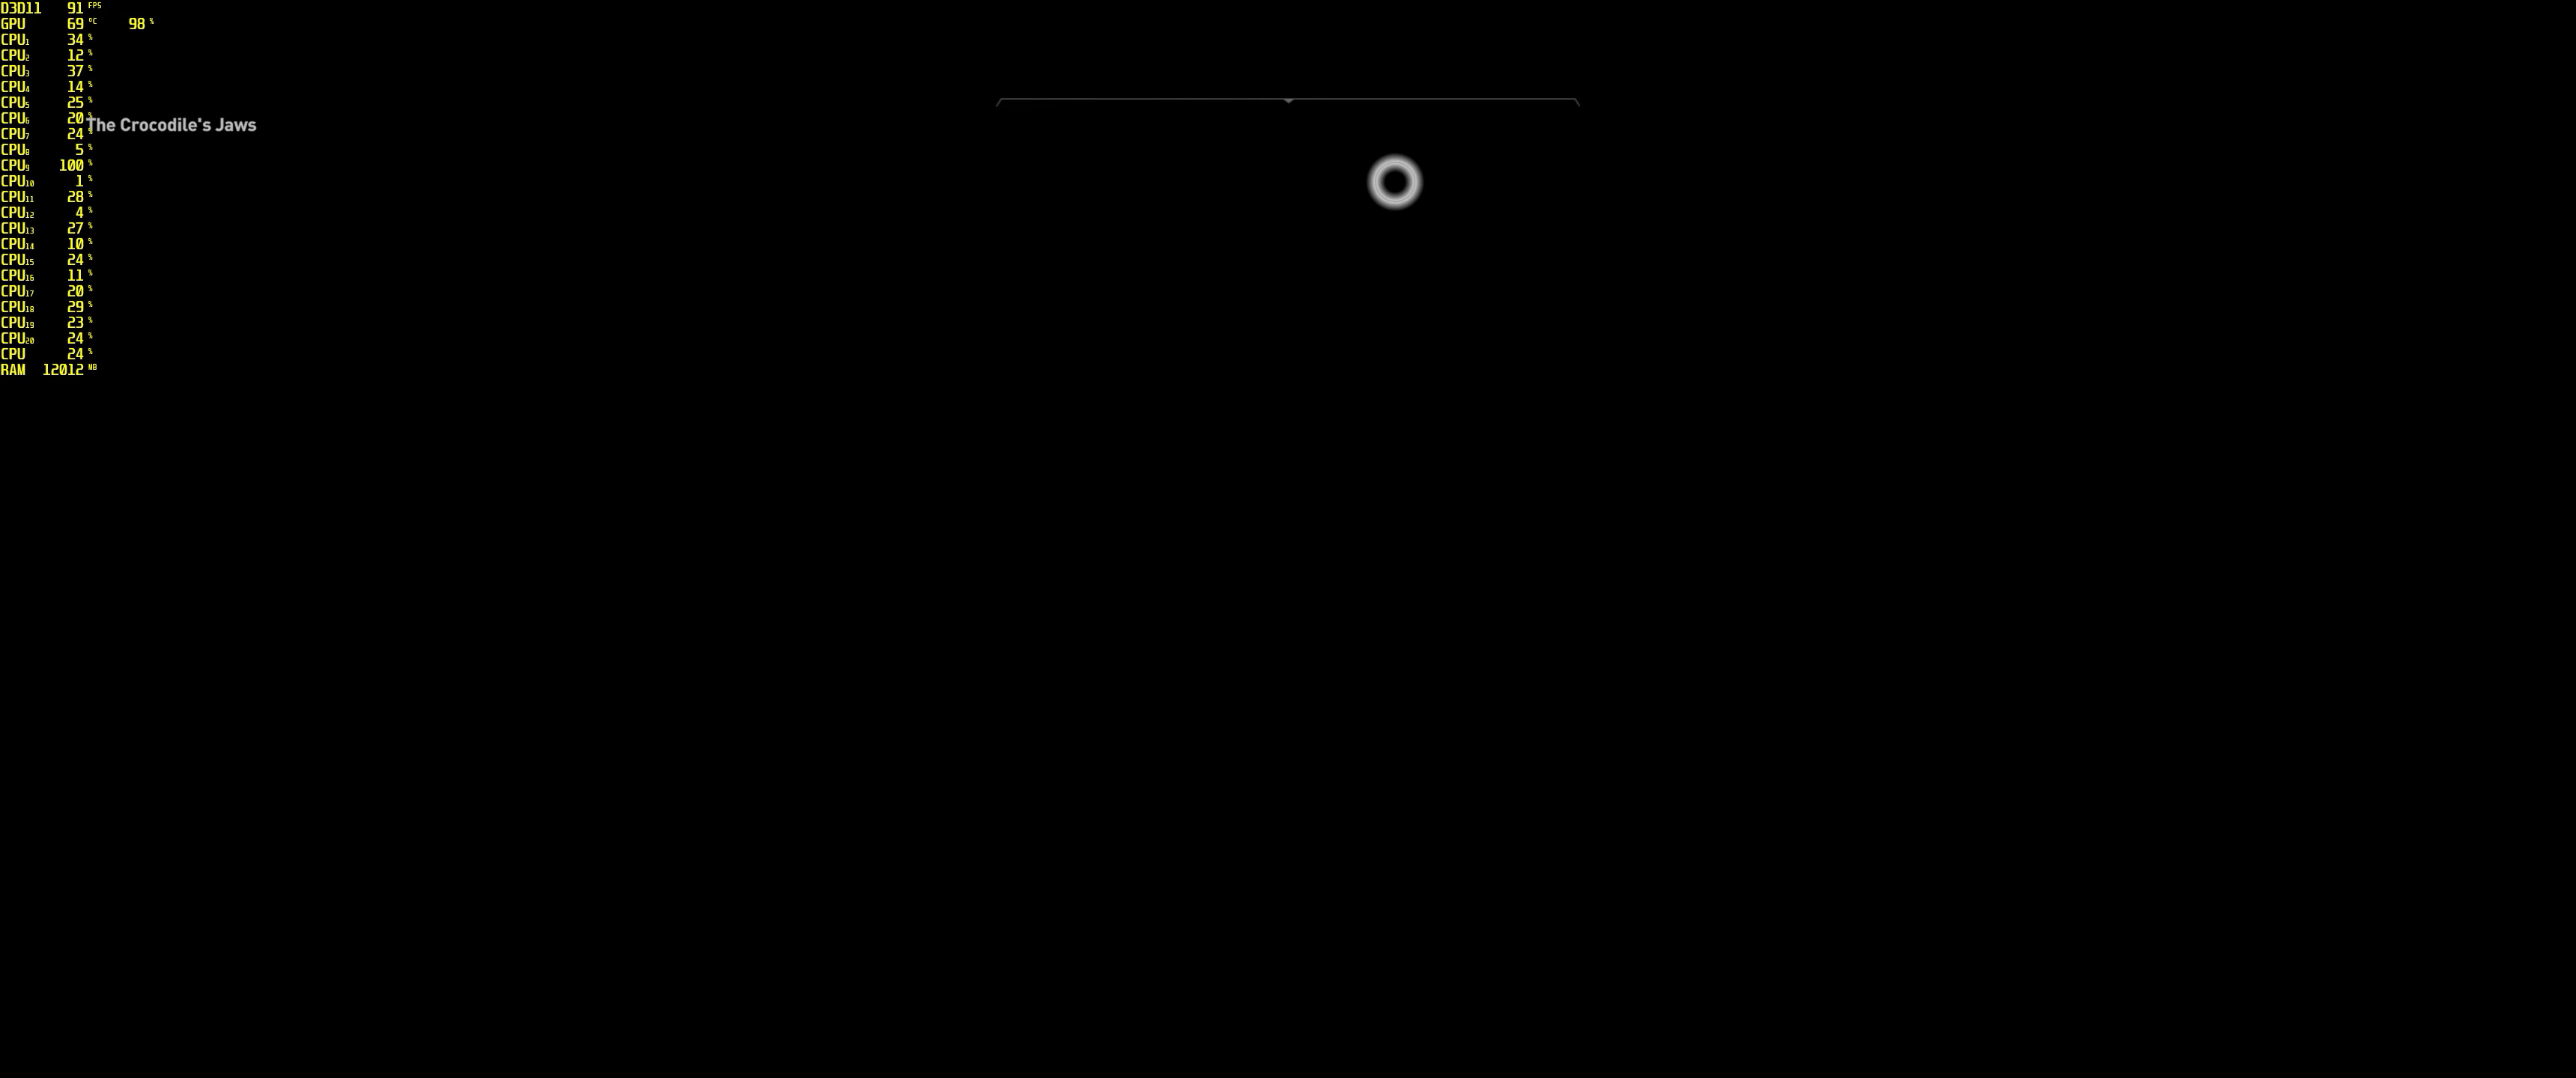 D3D11 91 FPS
GPU 69 °C 98 %
CPU1 34 %
CPU2 12 %
CPU3 37 %
CPU4 14 %
CPU5 25 %
CPU6 20 %
The Crocodile's Jaws
CPU7 24 %
CPU8 5 %
CPU9 100 %
CPU10 1 %
CPU11 28 %
CPU12 4 %
CPU13 27 %
CPU14 10 %
CPU15 24 %
CPU16 11 %
CPU17 20 %
CPU18 29 %
CPU19 23 %
CPU20 24 %
CPU 24 %
RAM 12012 MB